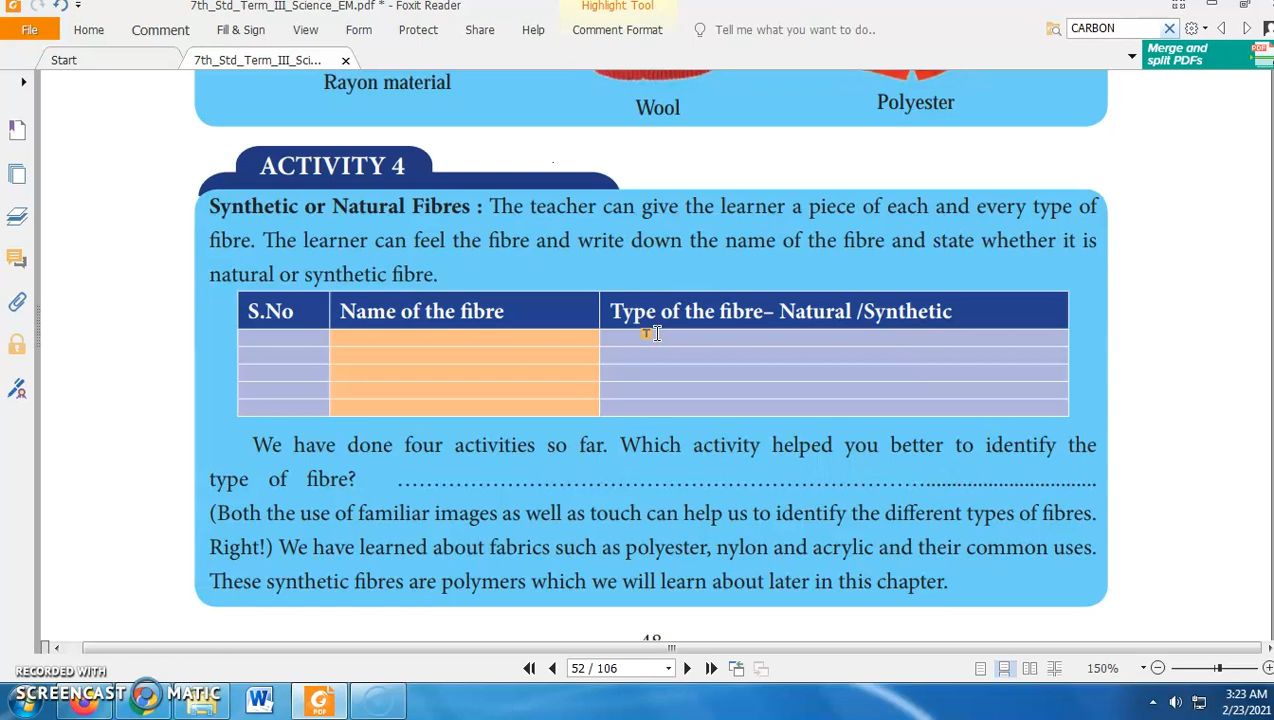 7th_Std_Term_III_Science_EM.pdf * - Foxit Reader
Highlight Tool
File Home Comment Fill & Sign View Form Protect Share Help Comment Format Tell me what you want to do.. CARBON
Start 7th_Std_Term_III_Sci...
Merge and
split PDFs
Rayon material
Wool
Polyester
ACTIVITY 4
Synthetic or Natural Fibres : The teacher can give the learner a piece of each and every type of
fibre. The learner can feel the fibre and write down the name of the fibre and state whether it is
natural or synthetic fibre.
S.No Name of the fibre Type of the fibre– Natural /Synthetic
We have done four activities so far. Which activity helped you better to identify the
type of fibre? ........................................................................
(Both the use of familiar images as well as touch can help us to identify the different types of fibres.
Right!) We have learned about fabrics such as polyester, nylon and acrylic and their common uses.
These synthetic fibres are polymers which we will learn about later in this chapter.
48
52 / 106 150%
RECORDED WITH
SCREENCAST MATIC
3:23 AM
2/23/2021